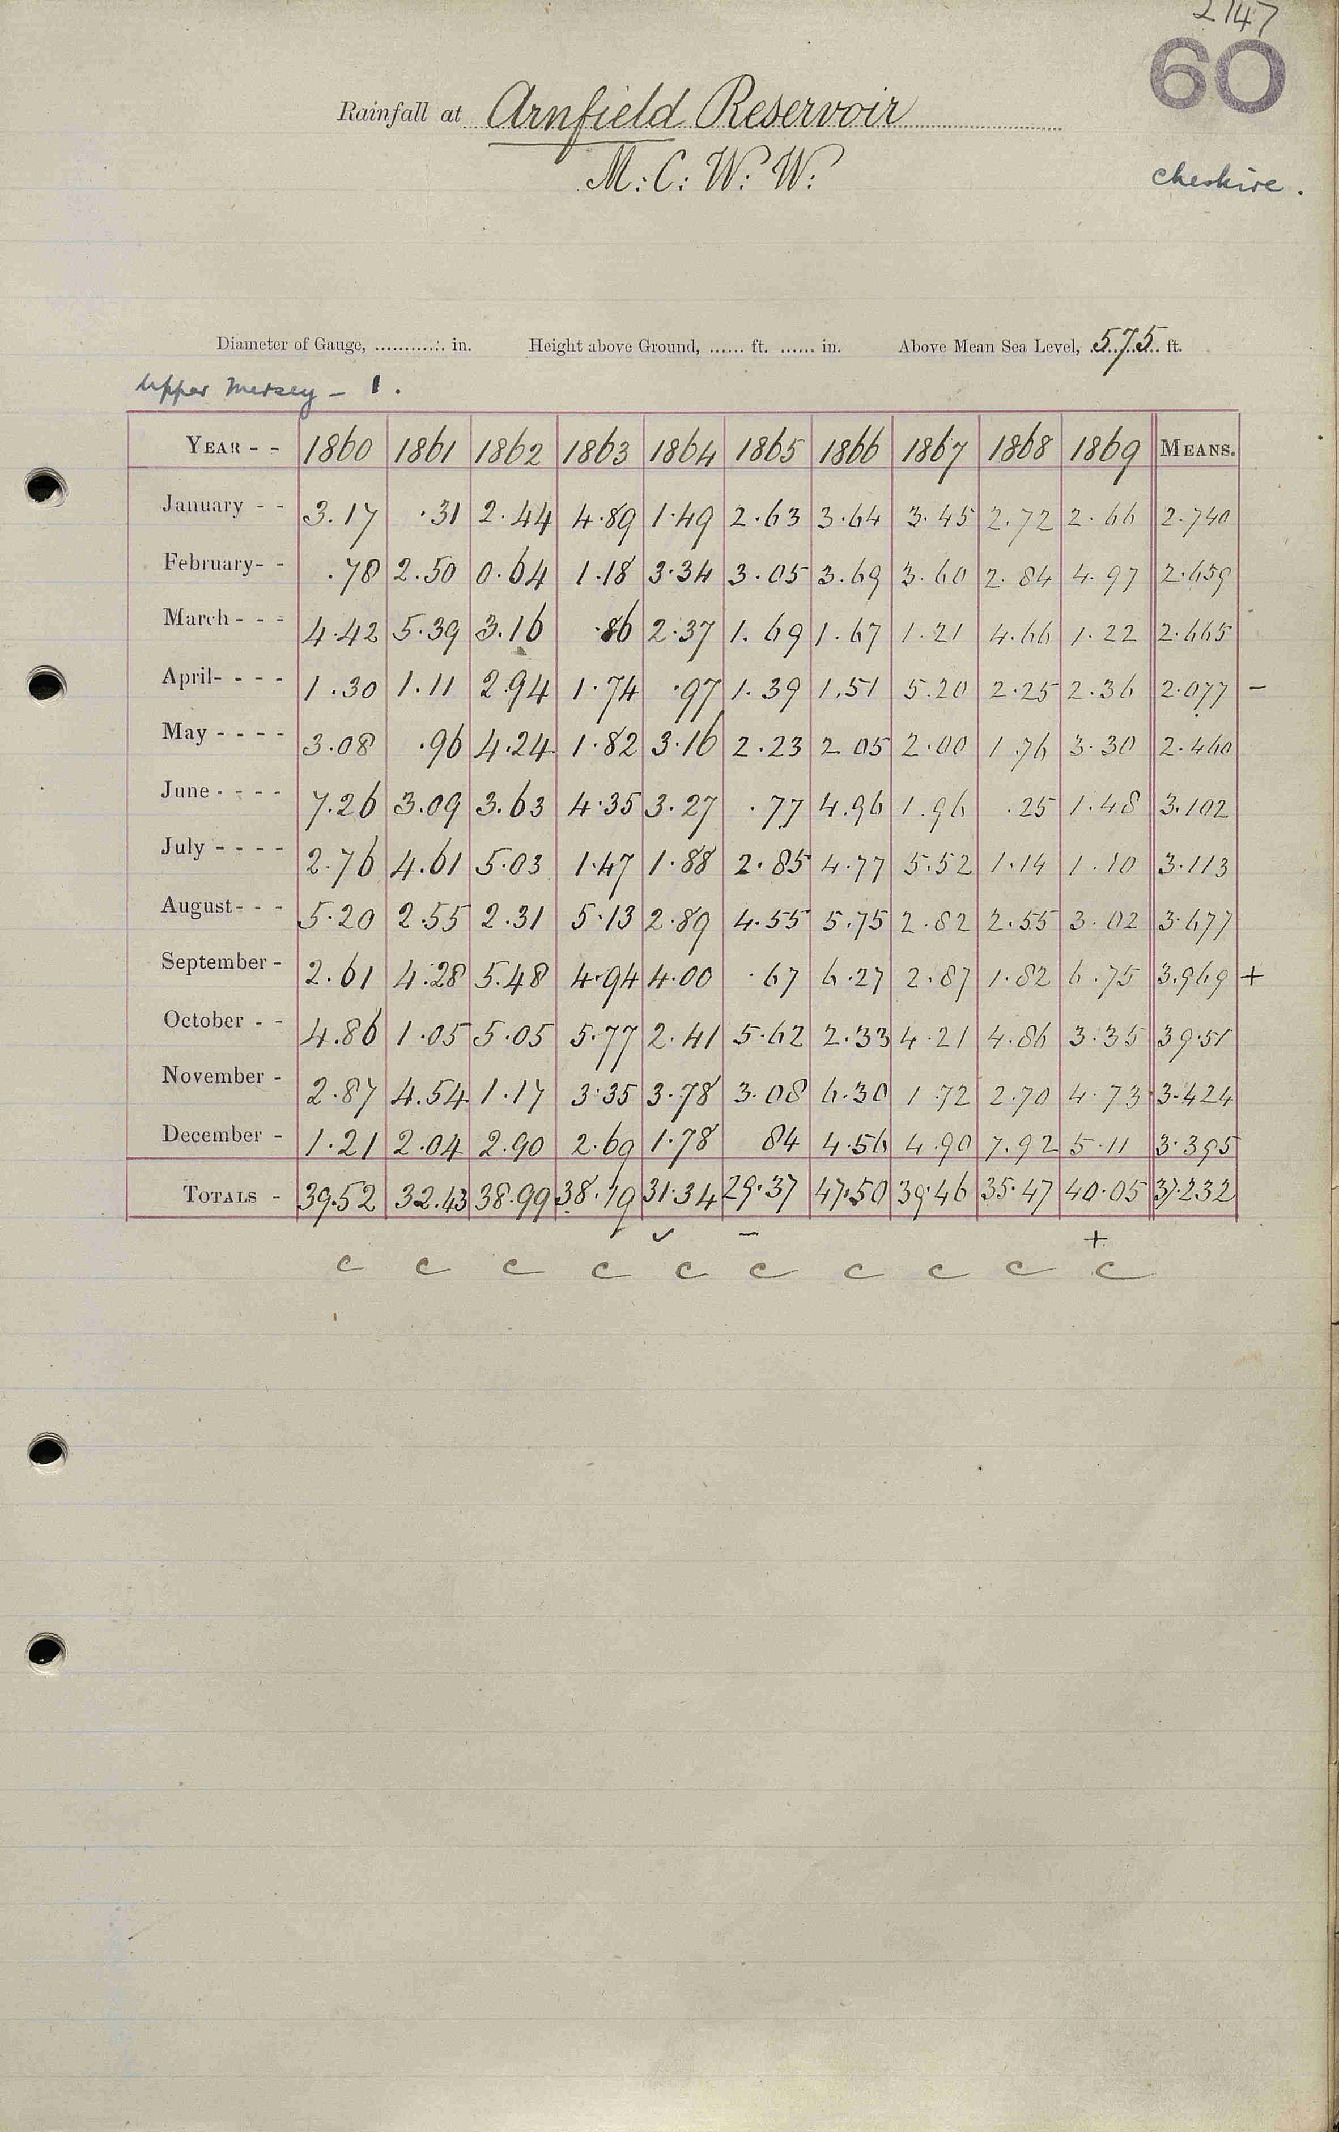 2147
60
Rainfall at Arnfield Reservoir
M:C:W:W:
Cheshire.
Diameter of Gauge, ............ in. Height above Ground, ...... ft. ...... in. Above Mean Sea Level, 575 ft.
Upper Mersey - 1.
YEAR - - 1860 1861 1862 1863 1864 1865 1866 1867 1868 1869 MEANS.
January - - 3.17 .31 2.44 4.89 1.49 2.63 3.64 3.45 2.72 2.66 2.740
February- - .78 2.50 0.64 1.18 3.34 3.05 3.69 3.60 2.84 4.97 2.659
March - - - 4.42 5.39 3.16 .86 2.37 1.69 1.67 1.21 4.66 1.22 2.665
April- - - - 1.30 1.11 2.94 1.74 .97 1.39 1.51 5.20 2.25 2.36 2.077 -
May - - - - 3.08 .96 4.24 1.82 3.16 2.23 2.05 2.00 1.76 3.30 2.460
June - - - - 7.26 3.09 3.63 4.35 3.27 .77 4.96 1.96 .25 1.48 3.102
July - - - - 2.76 4.61 5.03 1.47 1.88 2.85 4.77 5.52 1.14 1.10 3.113
August- - - 5.20 2.55 2.31 5.13 2.89 4.55 5.75 2.82 2.55 3.02 3.677
September - 2.61 4.28 5.48 4.94 4.00 .67 6.27 2.87 1.82 6.75 3.969 +
October - - 4.86 1.05 5.05 5.77 2.41 5.62 2.33 4.21 4.86 3.35 39.51
November - 2.87 4.54 1.17 3.35 3.78 3.08 6.30 1.72 2.70 4.73 3.424
December - 1.21 2.04 2.90 2.69 1.78 84 4.56 4.90 7.92 5.11 3.395
TOTALS - 39.52 32.43 38.99 38.19 31.34 29.37 47.50 39.46 35.47 40.05 37.232
✓ - +
c c c c c c c c c c